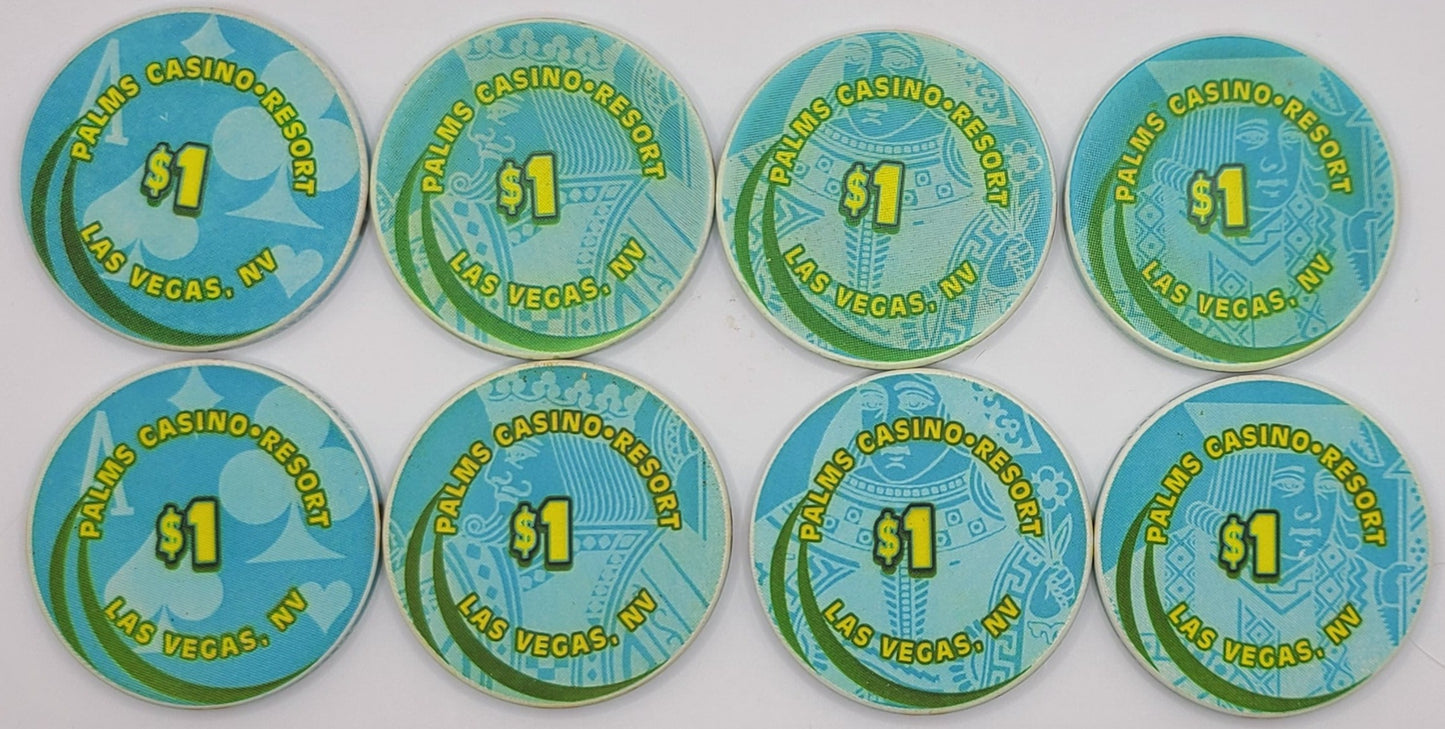 PALMS CASINO•RESORT
$1
LAS VEGAS, NV
PALMS CASINO•RESORT
$1
LAS VEGAS, NV
PALMS CASINO•RESORT
$1
LAS VEGAS, NV
PALMS CASINO•RESORT
$1
LAS VEGAS, NV
PALMS CASINO•RESORT
$1
LAS VEGAS, NV
PALMS CASINO•RESORT
$1
LAS VEGAS, NV
PALMS CASINO•RESORT
$1
LAS VEGAS, NV
PALMS CASINO•RESORT
$1
LAS VEGAS, NV